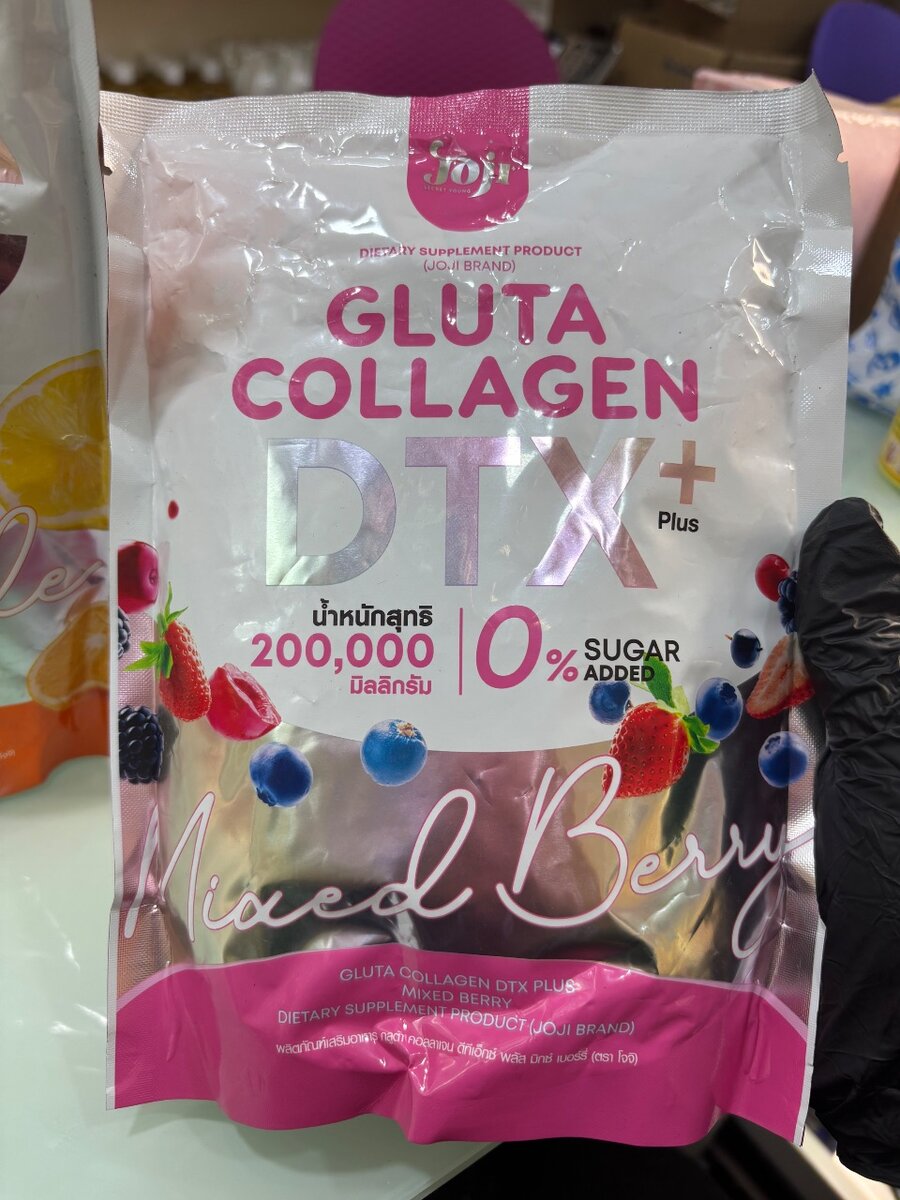 Joji
SECRET YOUNG
DIETARY SUPPLEMENT PRODUCT
(JOJI BRAND)
GLUTA
COLLAGEN
DTX+
Plus
น้ำหนักสุทธิ
200,000
มิลลิกรัม
0% SUGAR
ADDED
Mixed Berry
GLUTA COLLAGEN DTX PLUS
MIXED BERRY
DIETARY SUPPLEMENT PRODUCT (JOJI BRAND)
ผลิตภัณฑ์เสริมอาหาร กลูต้า คอลลาเจน ดีทีเอ็กซ์ พลัส มิกซ์ เบอร์รี่ (ตรา โจจิ)